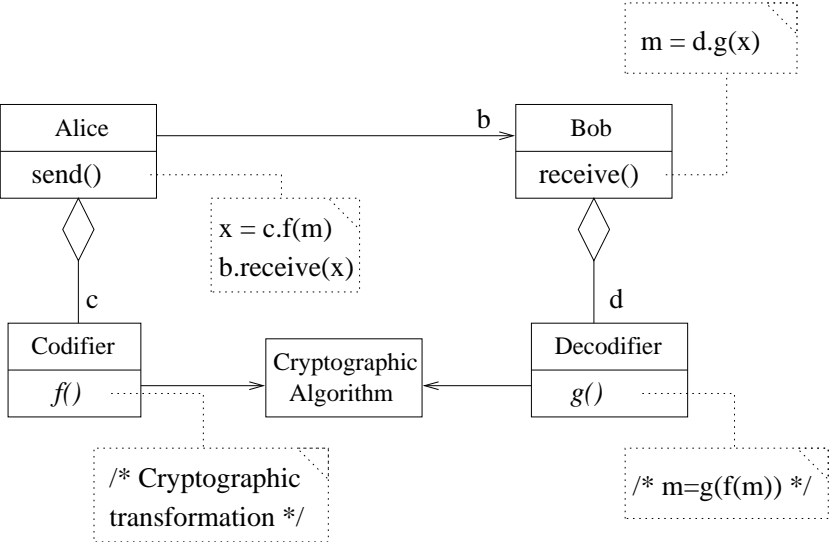 m = d.g(x)
Alice
b
Bob
send()
receive()
x = c.f(m)
b.receive(x)
c
d
Codifier
f()
Cryptographic
Algorithm
Decodifier
g()
/* Cryptographic
transformation */
/* m=g(f(m)) */